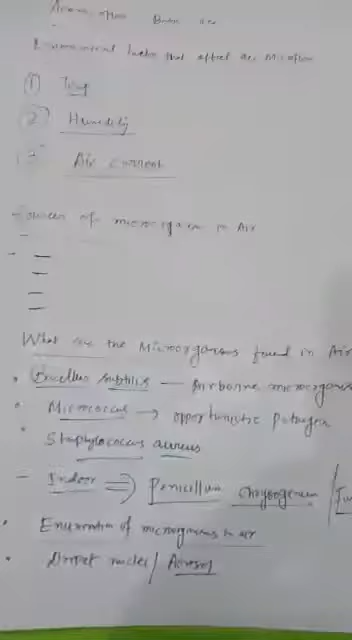 Environmental factors that affect air microflora
① Temp
② Humidity
③ Air current
- Sources of microorganism in Air
What are the Microorganisms found in Air
• Bacillus subtilis — Airborne microorganis
• Micrococcus → opportunistic pathogen
• Staphylococcus aureus
- Indoor ⇒ Penicillum chrysogenum /
• Enumeration of microorganisms in air
• Droplet nuclei / Aerosol